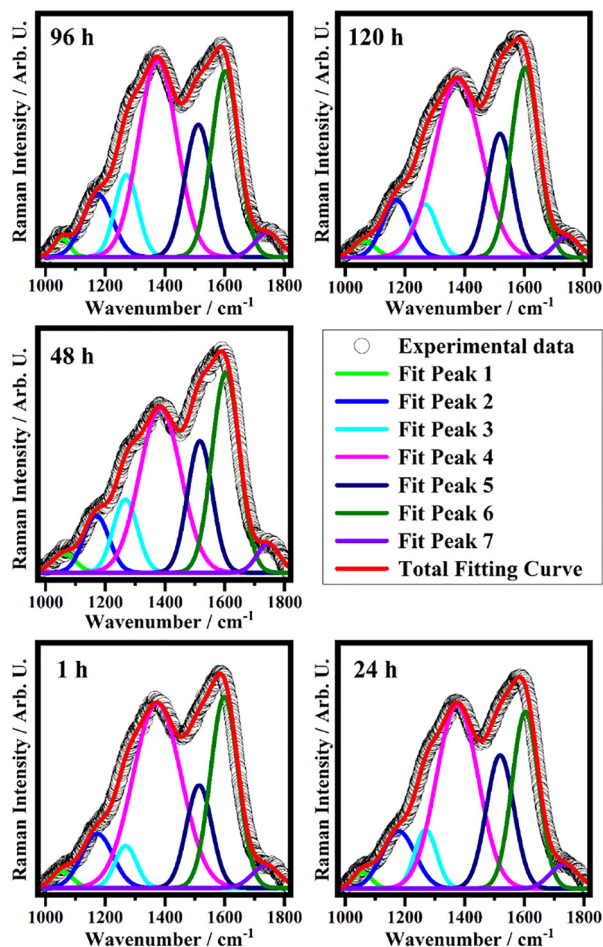 96 h
Raman Intensity / Arb. U.
1000 1200 1400 1600 1800
Wavenumber / cm-1
120 h
Raman Intensity / Arb. U.
1000 1200 1400 1600 1800
Wavenumber / cm-1
48 h
Raman Intensity / Arb. U.
1000 1200 1400 1600 1800
Wavenumber / cm-1
Experimental data
Fit Peak 1
Fit Peak 2
Fit Peak 3
Fit Peak 4
Fit Peak 5
Fit Peak 6
Fit Peak 7
Total Fitting Curve
1 h
Raman Intensity / Arb. U.
1000 1200 1400 1600 1800
Wavenumber / cm-1
24 h
Raman Intensity / Arb. U.
1000 1200 1400 1600 1800
Wavenumber / cm-1